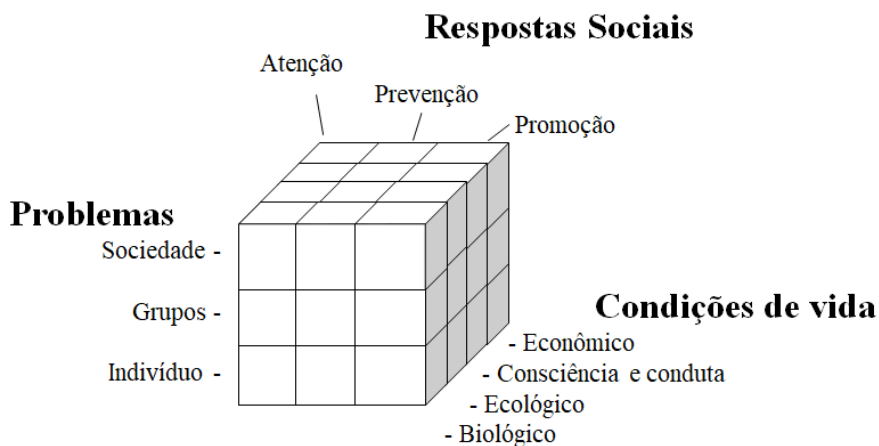 Respostas Sociais
Atenção
Prevenção
Promoção
Problemas
Sociedade -
Grupos -
Indivíduo -
Condições de vida
- Econômico
- Consciência e conduta
- Ecológico
- Biológico